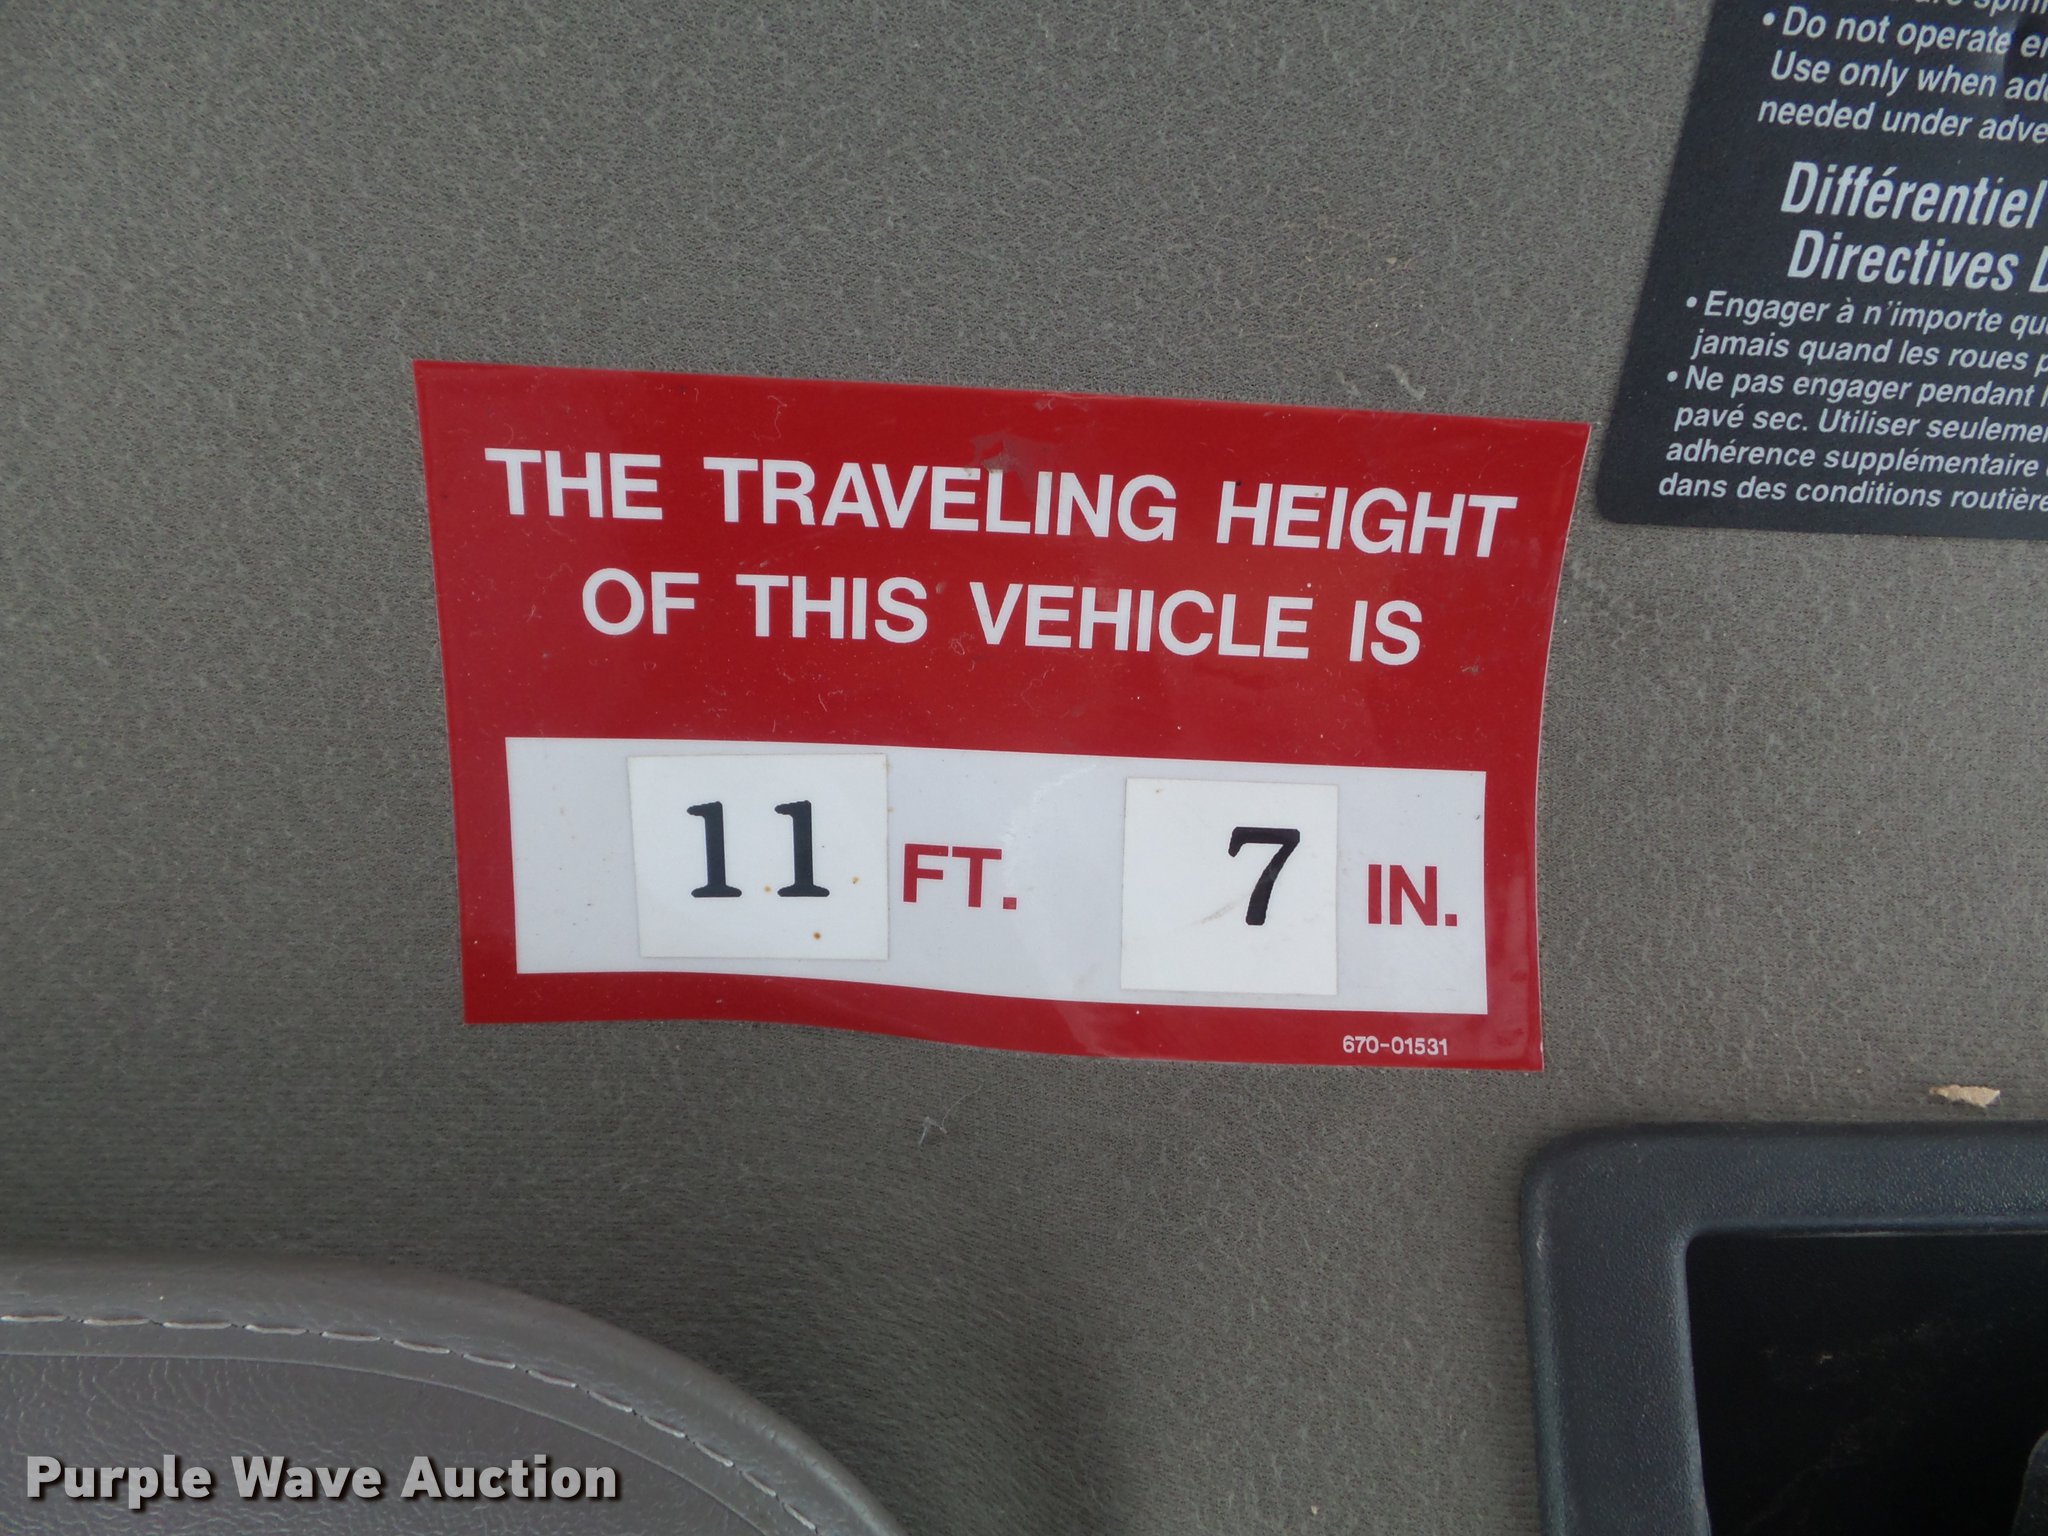 THE TRAVELING HEIGHT
OF THIS VEHICLE IS
11 FT. 7 IN.
670-01531
• Do not operate
Use only when
needed under
Différentiel
Directives
• Engager à n'importe
jamais quand les roues
• Ne pas engager pendant
pavé sec. Utiliser
adhérence supplémentaire
dans des conditions
Purple Wave Auction